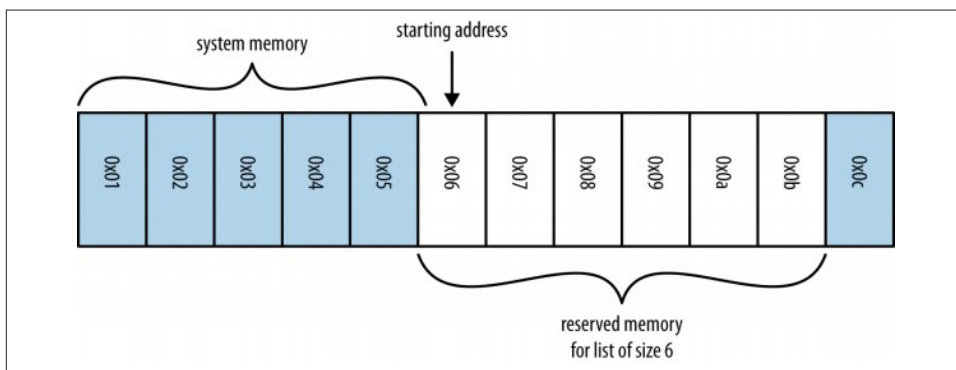 starting address
system memory
0x01
0x02
0x03
0x04
0x05
0x06
0x07
0x08
0x09
0x0a
0x0b
0x0c
reserved memory
for list of size 6